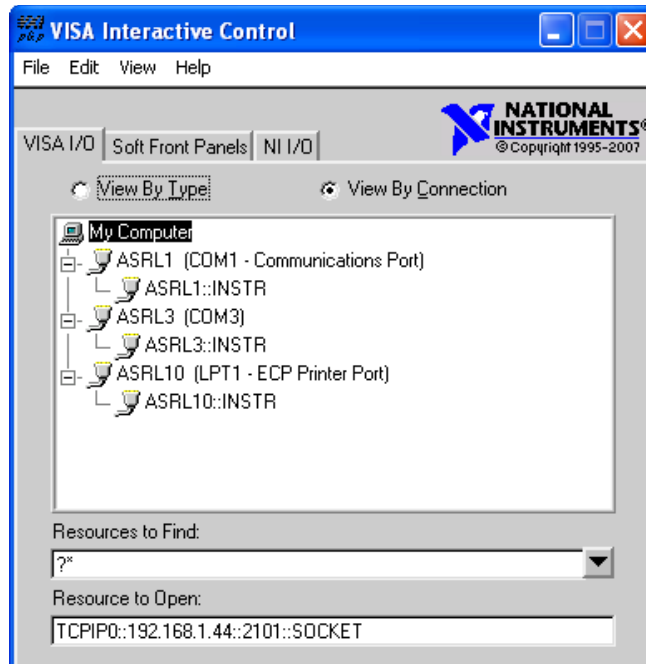 VISA Interactive Control
File Edit View Help
NATIONAL
INSTRUMENTS®
© Copyright 1995-2007
VISA I/O Soft Front Panels NI I/O
View By Type View By Connection
My Computer
ASRL1 (COM1 - Communications Port)
ASRL1::INSTR
ASRL3 (COM3)
ASRL3::INSTR
ASRL10 (LPT1 - ECP Printer Port)
ASRL10::INSTR
Resources to Find:
?*
Resource to Open:
TCPIP0::192.168.1.44::2101::SOCKET